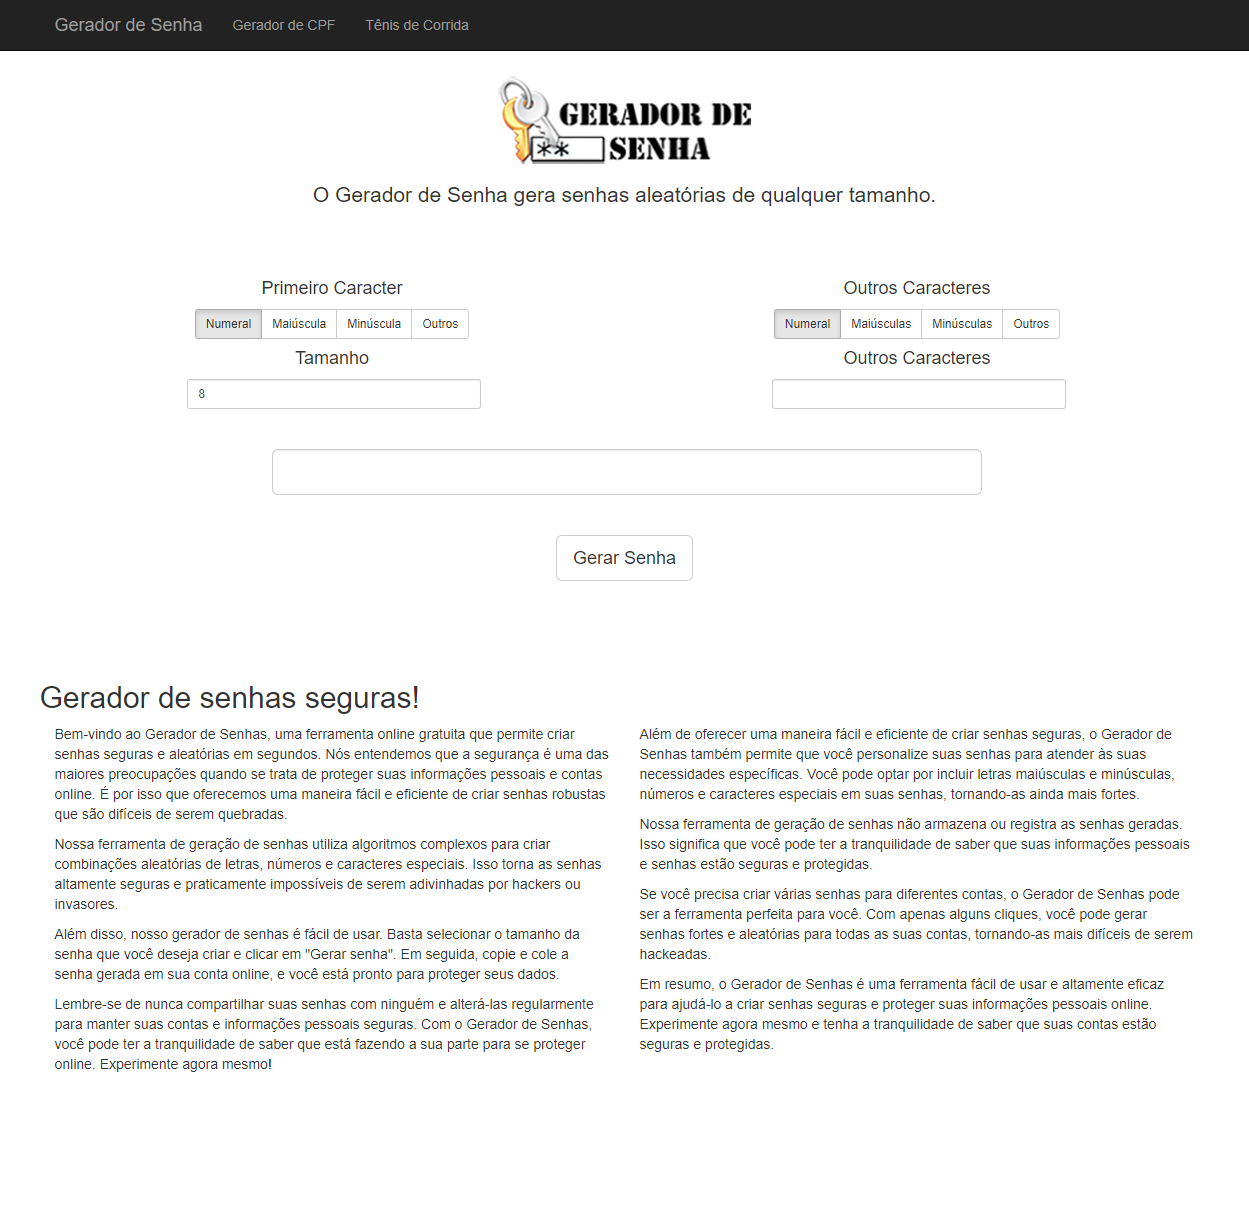 Gerador de Senha Gerador de CPF Tênis de Corrida
GERADOR DE
** SENHA
O Gerador de Senha gera senhas aleatórias de qualquer tamanho.
Primeiro Caracter
Numeral Maiúscula Minúscula Outros
Tamanho
8
Outros Caracteres
Numeral Maiúsculas Minúsculas Outros
Outros Caracteres
Gerar Senha
Gerador de senhas seguras!
Bem-vindo ao Gerador de Senhas, uma ferramenta online gratuita que permite criar
senhas seguras e aleatórias em segundos. Nós entendemos que a segurança é uma das
maiores preocupações quando se trata de proteger suas informações pessoais e contas
online. É por isso que oferecemos uma maneira fácil e eficiente de criar senhas robustas
que são difíceis de serem quebradas.
Nossa ferramenta de geração de senhas utiliza algoritmos complexos para criar
combinações aleatórias de letras, números e caracteres especiais. Isso torna as senhas
altamente seguras e praticamente impossíveis de serem adivinhadas por hackers ou
invasores.
Além disso, nosso gerador de senhas é fácil de usar. Basta selecionar o tamanho da
senha que você deseja criar e clicar em "Gerar senha". Em seguida, copie e cole a
senha gerada em sua conta online, e você está pronto para proteger seus dados.
Lembre-se de nunca compartilhar suas senhas com ninguém e alterá-las regularmente
para manter suas contas e informações pessoais seguras. Com o Gerador de Senhas,
você pode ter a tranquilidade de saber que está fazendo a sua parte para se proteger
online. Experimente agora mesmo!
Além de oferecer uma maneira fácil e eficiente de criar senhas seguras, o Gerador de
Senhas também permite que você personalize suas senhas para atender às suas
necessidades específicas. Você pode optar por incluir letras maiúsculas e minúsculas,
números e caracteres especiais em suas senhas, tornando-as ainda mais fortes.
Nossa ferramenta de geração de senhas não armazena ou registra as senhas geradas.
Isso significa que você pode ter a tranquilidade de saber que suas informações pessoais
e senhas estão seguras e protegidas.
Se você precisa criar várias senhas para diferentes contas, o Gerador de Senhas pode
ser a ferramenta perfeita para você. Com apenas alguns cliques, você pode gerar
senhas fortes e aleatórias para todas as suas contas, tornando-as mais difíceis de serem
hackeadas.
Em resumo, o Gerador de Senhas é uma ferramenta fácil de usar e altamente eficaz
para ajudá-lo a criar senhas seguras e proteger suas informações pessoais online.
Experimente agora mesmo e tenha a tranquilidade de saber que suas contas estão
seguras e protegidas.